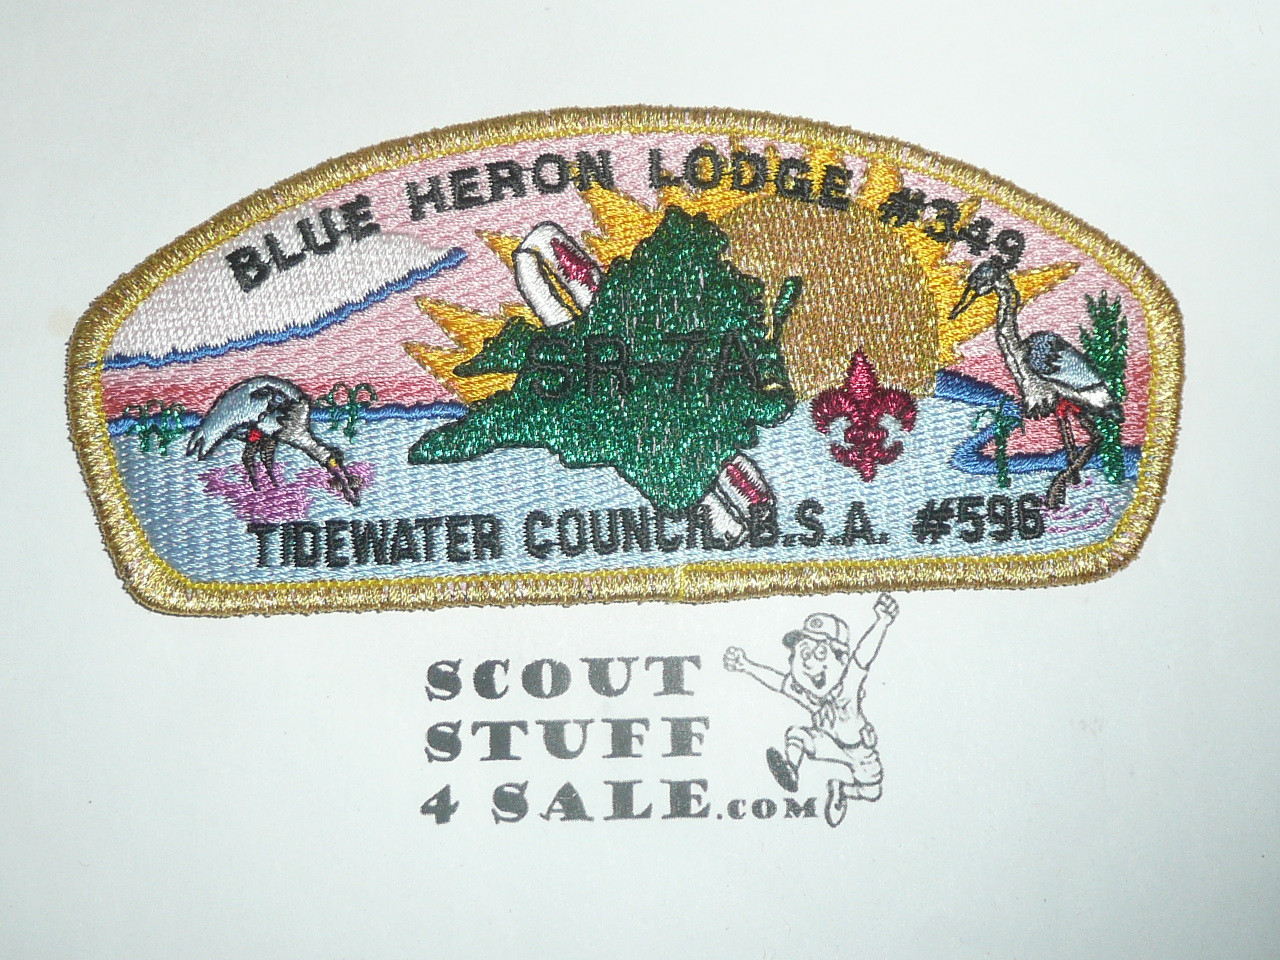 BLUE HERON LODGE #349
SR-7A
TIDEWATER COUNCIL B.S.A. #596
SCOUT
STUFF
4 SALE.COM